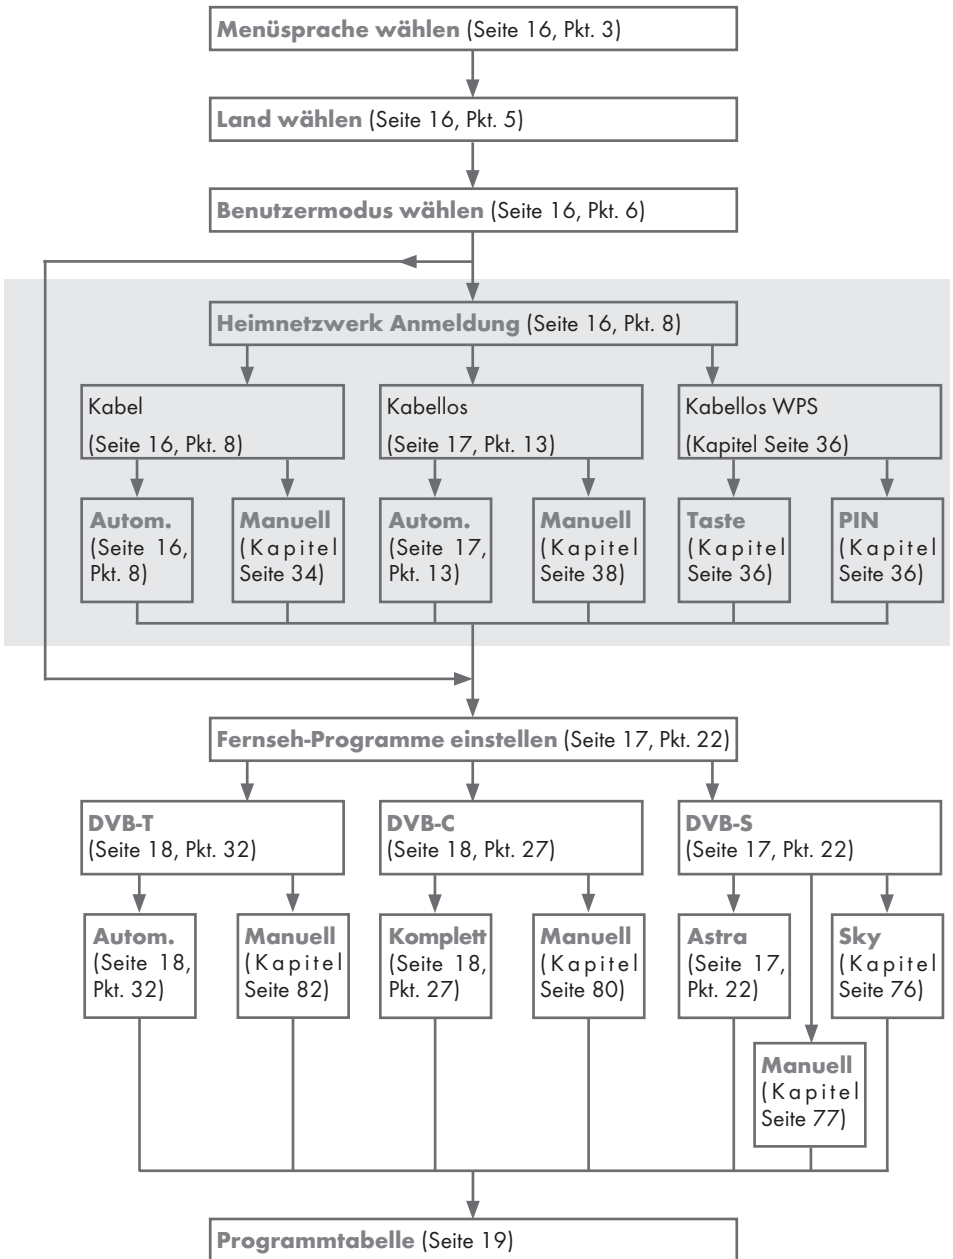 Menüsprache wählen (Seite 16, Pkt. 3)
Land wählen (Seite 16, Pkt. 5)
Benutzermodus wählen (Seite 16, Pkt. 6)
Heimnetzwerk Anmeldung (Seite 16, Pkt. 8)
Kabel
(Seite 16, Pkt. 8)
Kabellos
(Seite 17, Pkt. 13)
Kabellos WPS
(Kapitel Seite 36)
Autom.
(Seite 16,
Pkt. 8)
Manuell
(Kapitel
Seite 34)
Autom.
(Seite 17,
Pkt. 13)
Manuell
(Kapitel
Seite 38)
Taste
(Kapitel
Seite 36)
PIN
(Kapitel
Seite 36)
Fernseh-Programme einstellen (Seite 17, Pkt. 22)
DVB-T
(Seite 18, Pkt. 32)
DVB-C
(Seite 18, Pkt. 27)
DVB-S
(Seite 17, Pkt. 22)
Autom.
(Seite 18,
Pkt. 32)
Manuell
(Kapitel
Seite 82)
Komplett
(Seite 18,
Pkt. 27)
Manuell
(Kapitel
Seite 80)
Astra
(Seite 17,
Pkt. 22)
Sky
(Kapitel
Seite 76)
Manuell
(Kapitel
Seite 77)
Programmtabelle (Seite 19)